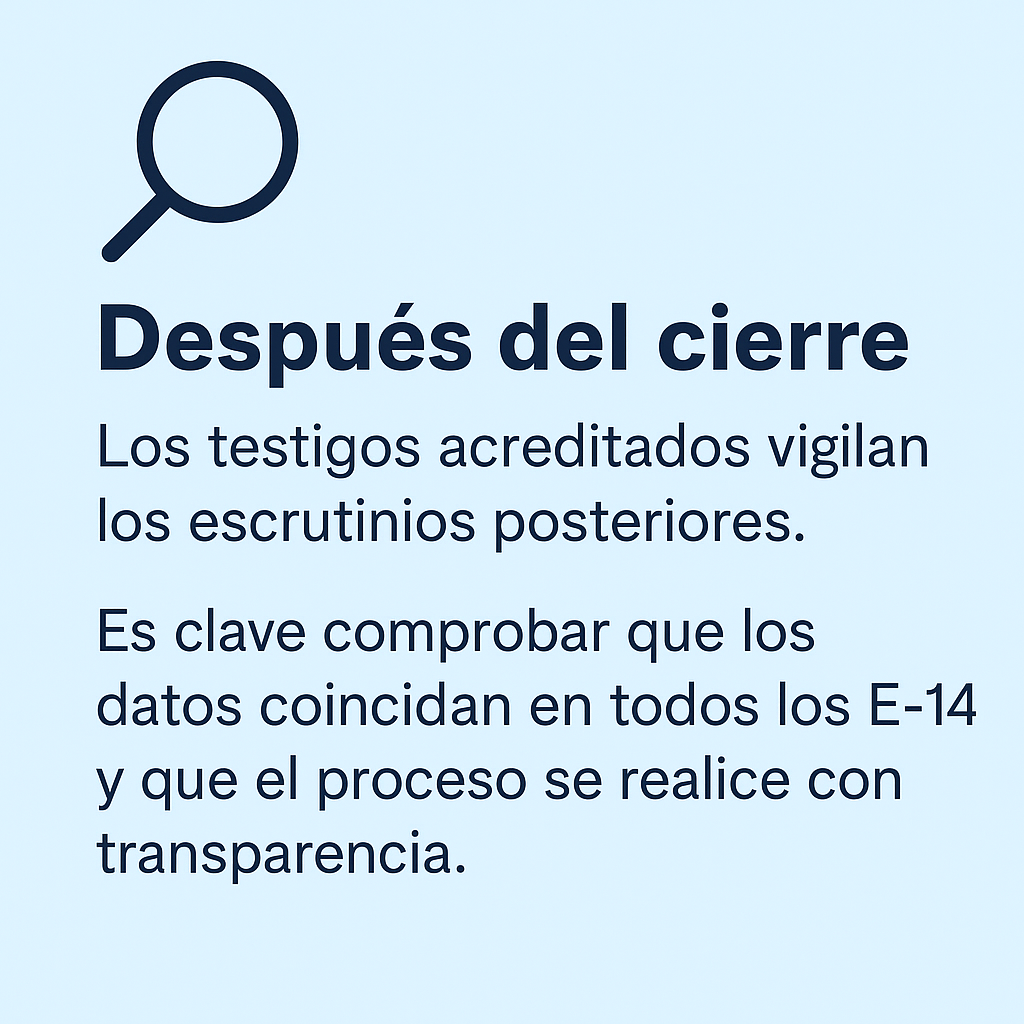 Después del cierre
Los testigos acreditados vigilan
los escrutinios posteriores.
Es clave comprobar que los
datos coincidan en todos los E-14
y que el proceso se realice con
transparencia.